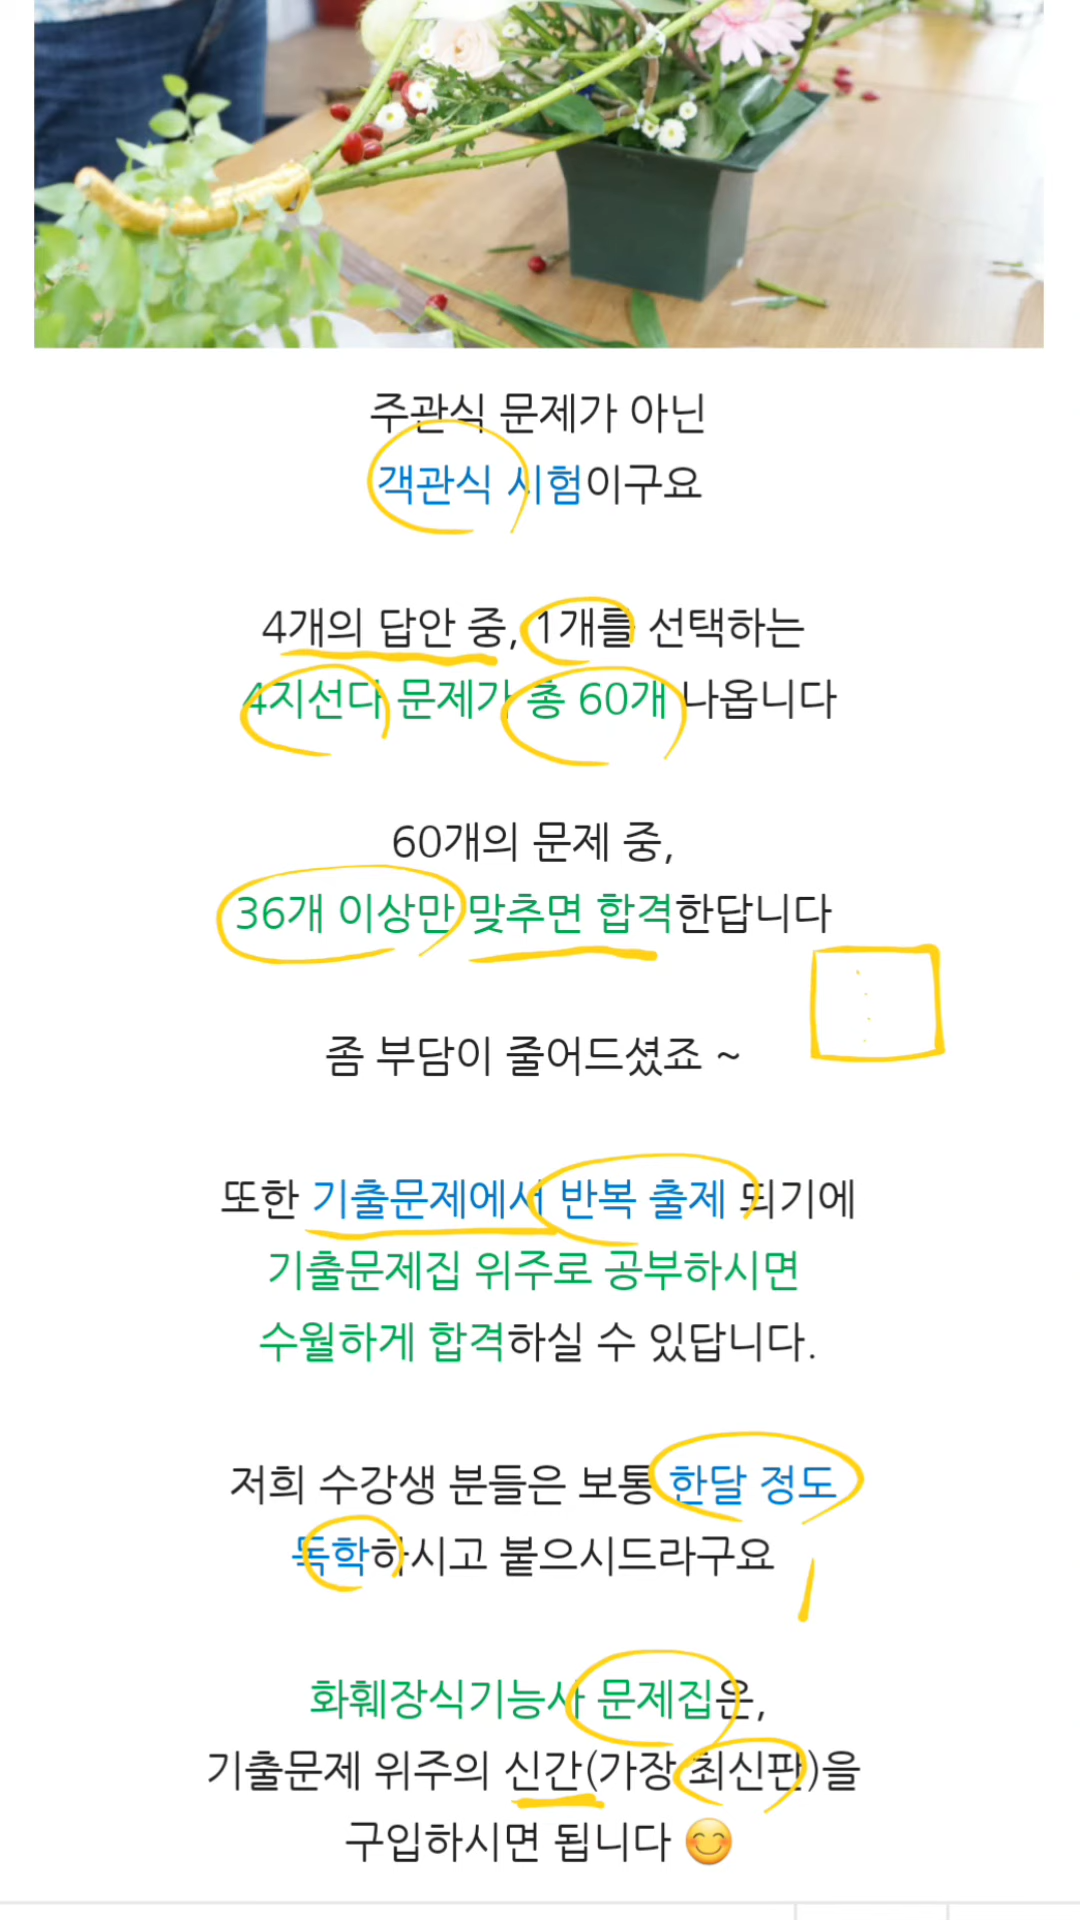 주관식 문제가 아닌
객관식 시험이구요
4개의 답안 중, 1개를 선택하는
4지선다 문제가 총 60개 나옵니다
60개의 문제 중,
36개 이상만 맞추면 합격한답니다
좀 부담이 줄어드셨죠 ~
또한 기출문제에서 반복 출제 되기에
기출문제집 위주로 공부하시면
수월하게 합격하실 수 있답니다.
저희 수강생 분들은 보통 한달 정도
독학하시고 붙으시드라구요
화훼장식기능사 문제집은,
기출문제 위주의 신간(가장 최신판)을
구입하시면 됩니다 😊